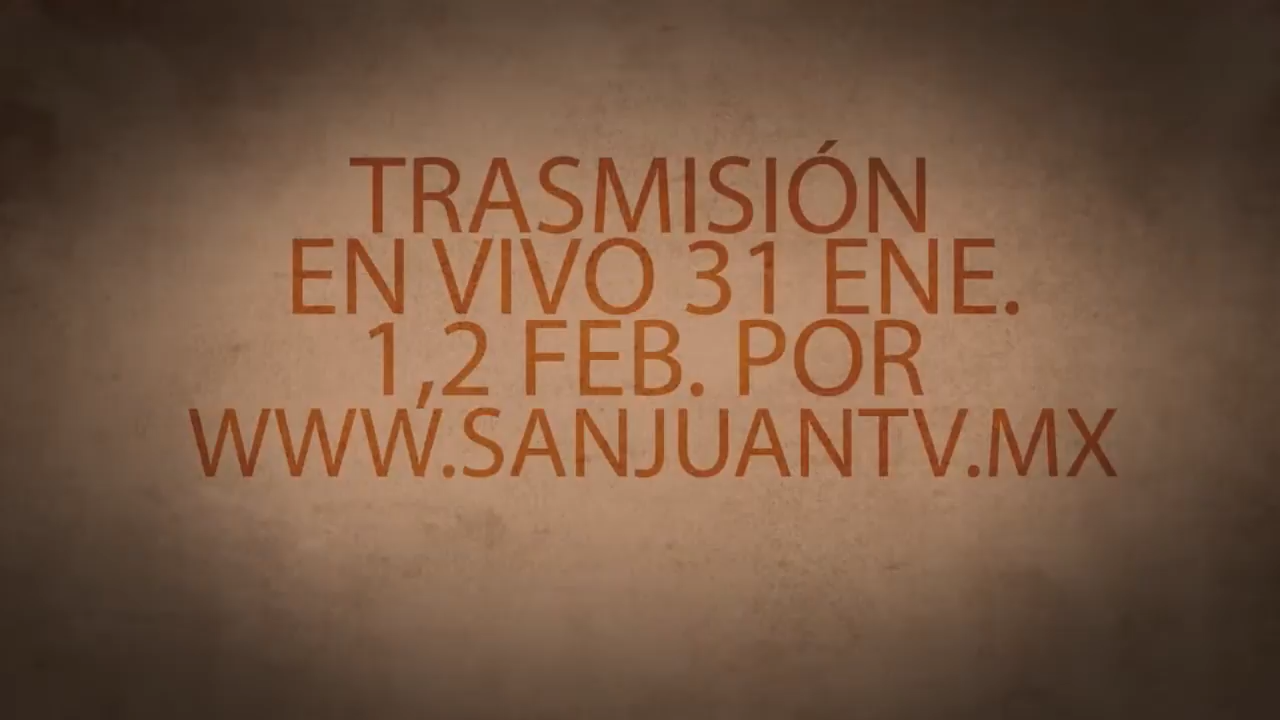 TRASMISIÓN
EN VIVO 31 ENE.
1,2 FEB. POR
WWW.SANJUANTV.MX